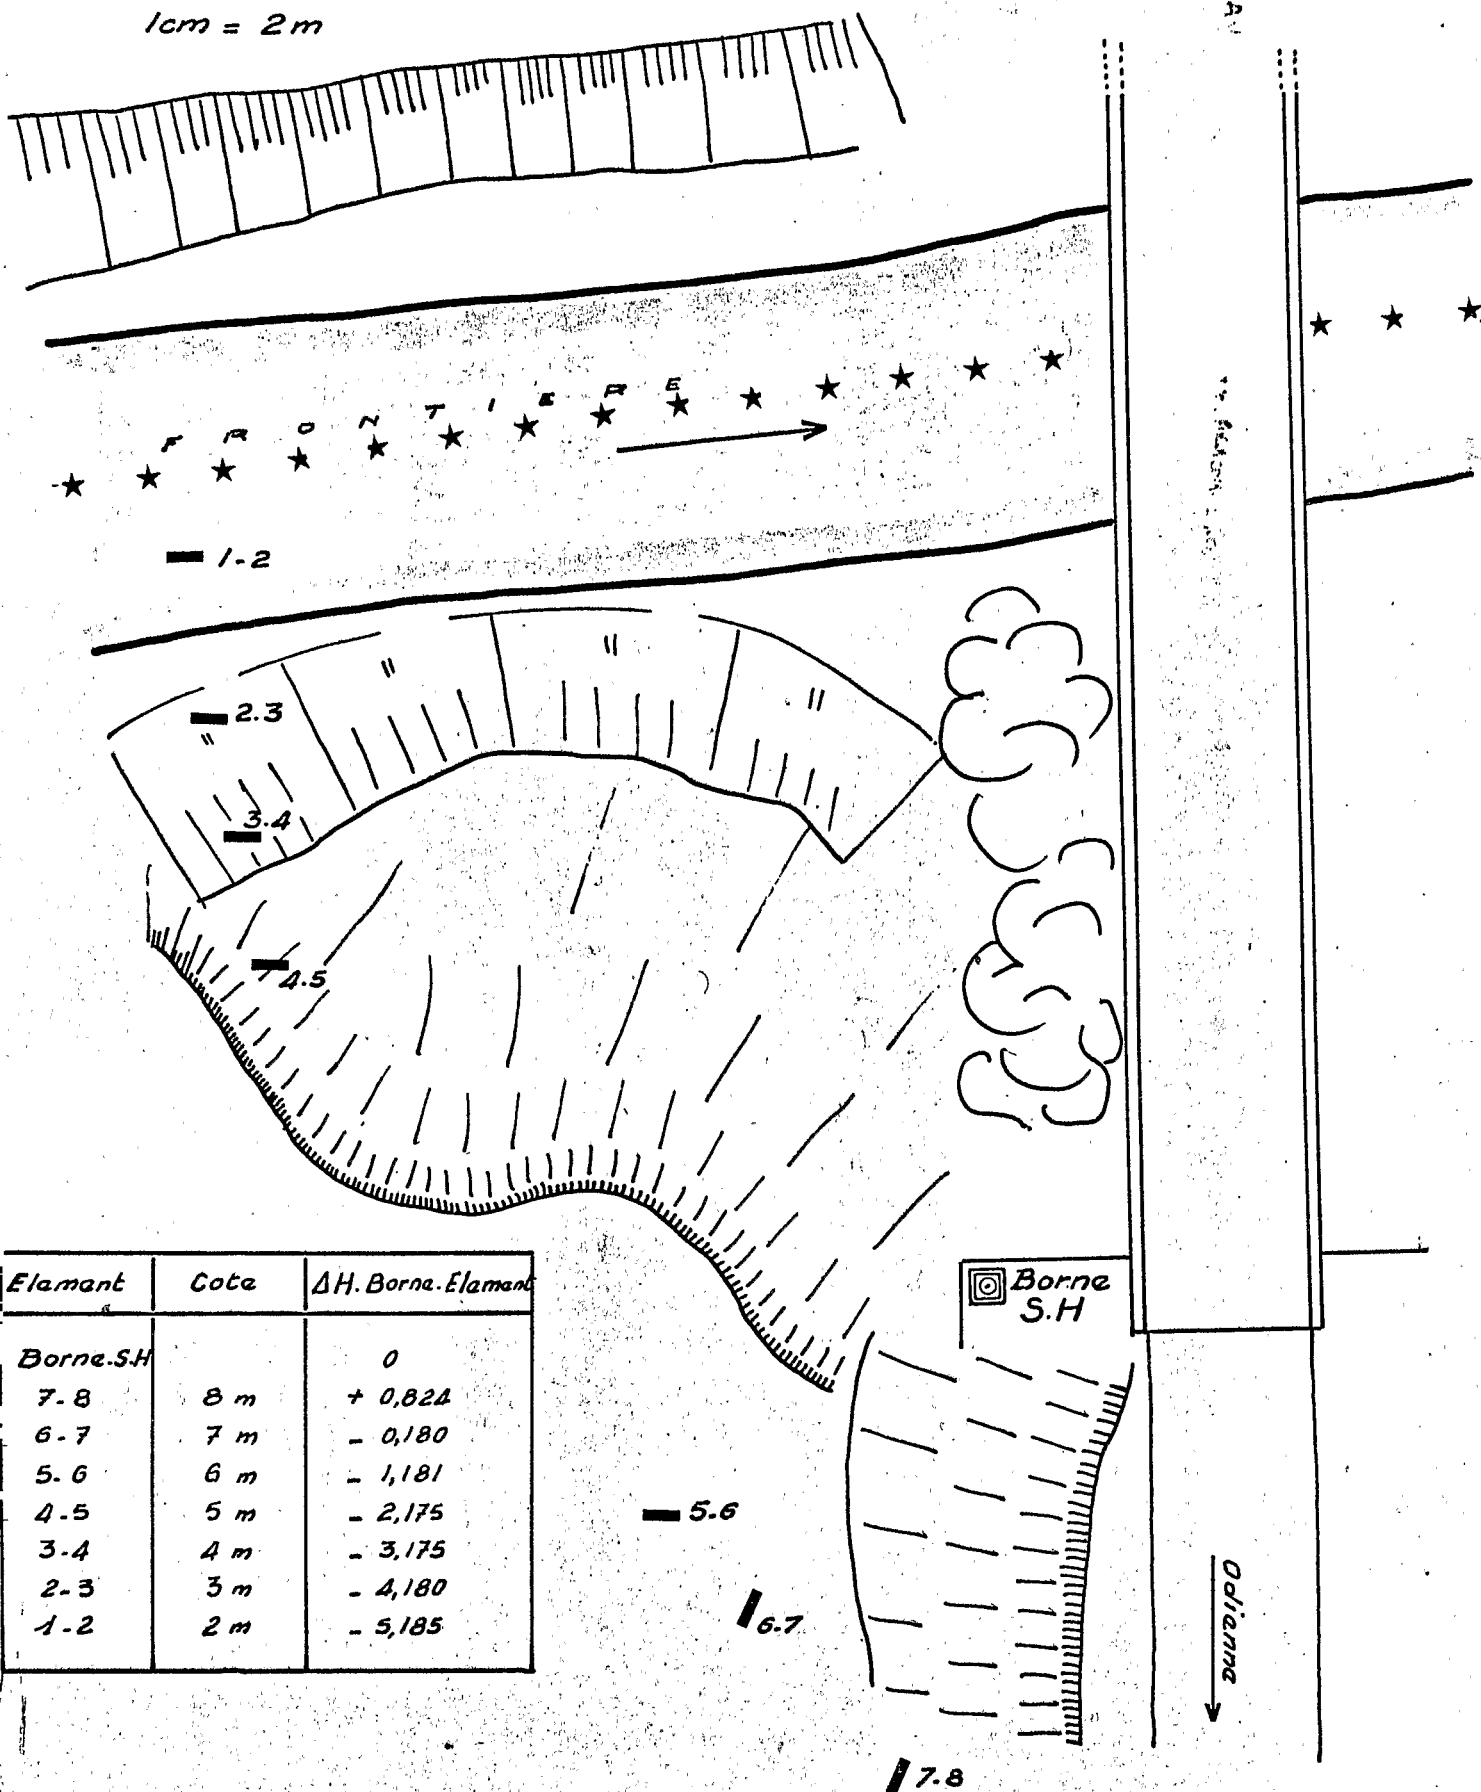 1cm = 2m
FRONTIERE
1-2
2.3
3.4
4.5
Borne
S.H
Elament | Cote | ΔH.Borne.Elament
Borne.S.H | | 0
7-8 | 8 m | + 0,824
6-7 | 7 m | - 0,180
5.6 | 6 m | - 1,181
4-5 | 5 m | - 2,175
3-4 | 4 m | - 3,175
2-3 | 3 m | - 4,180
1-2 | 2 m | - 5,185
5.6
6.7
Odienne
7-8